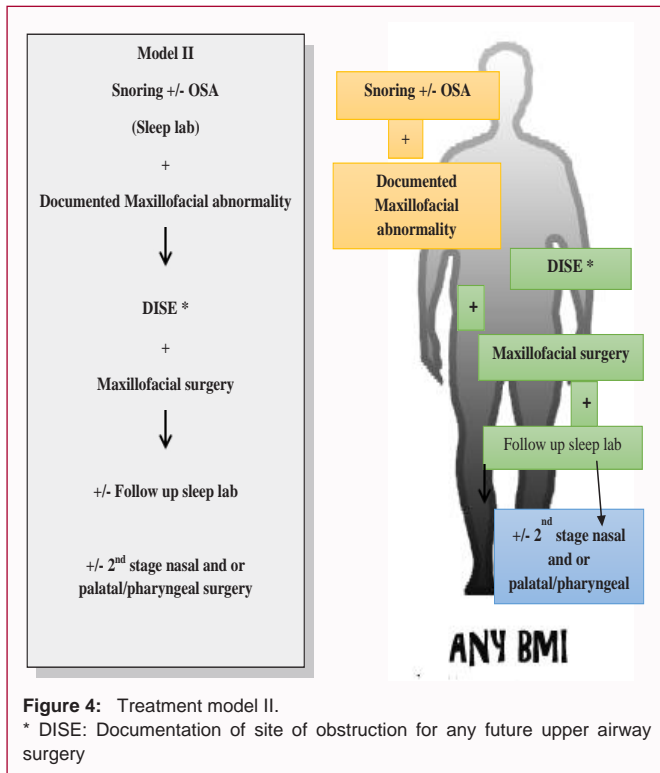 Model II
Snoring +/- OSA
(Sleep lab)
+
Documented Maxillofacial abnormality
DISE *
+
Maxillofacial surgery
+/- Follow up sleep lab
+/- 2nd stage nasal and or
palatal/pharyngeal surgery
Snoring +/- OSA
+
Documented
Maxillofacial
abnormality
DISE *
+
Maxillofacial surgery
+
Follow up sleep lab
+/- 2nd stage nasal
and or
palatal/pharyngeal
ANY BMI
Figure 4: Treatment model II.
* DISE: Documentation of site of obstruction for any future upper airway
surgery